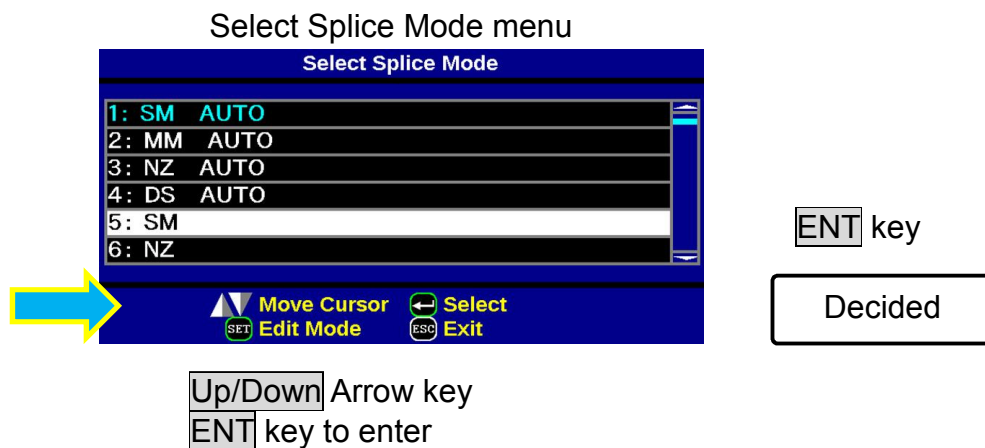 Select Splice Mode menu
Select Splice Mode
1: SM AUTO
2: MM AUTO
3: NZ AUTO
4: DS AUTO
5: SM
6: NZ
Move Cursor Select
SET Edit Mode ESC Exit
ENT key
Decided
Up/Down Arrow key
ENT key to enter